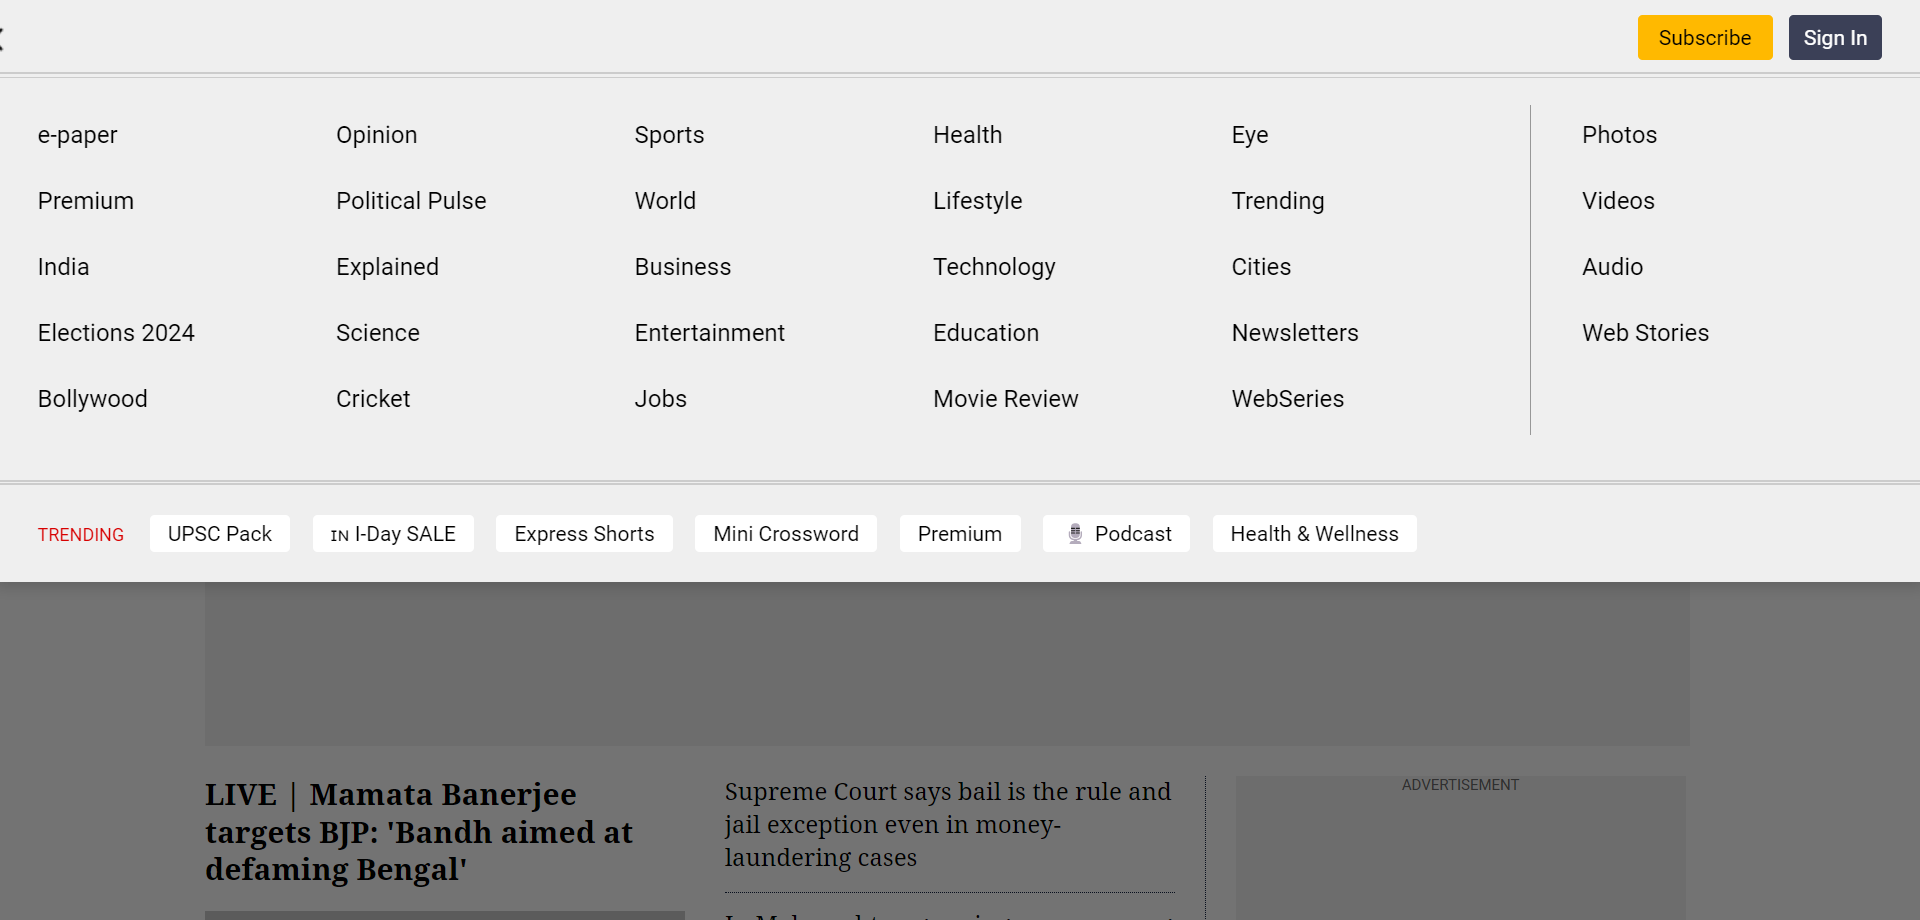 Subscribe
Sign In
e-paper
Opinion
Sports
Health
Eye
Photos
Premium
Political Pulse
World
Lifestyle
Trending
Videos
India
Explained
Business
Technology
Cities
Audio
Elections 2024
Science
Entertainment
Education
Newsletters
Web Stories
Bollywood
Cricket
Jobs
Movie Review
WebSeries
TRENDING
UPSC Pack
IN I-Day SALE
Express Shorts
Mini Crossword
Premium
Podcast
Health & Wellness
LIVE | Mamata Banerjee
targets BJP: 'Bandh aimed at
defaming Bengal'
Supreme Court says bail is the rule and
jail exception even in money-
laundering cases
ADVERTISEMENT